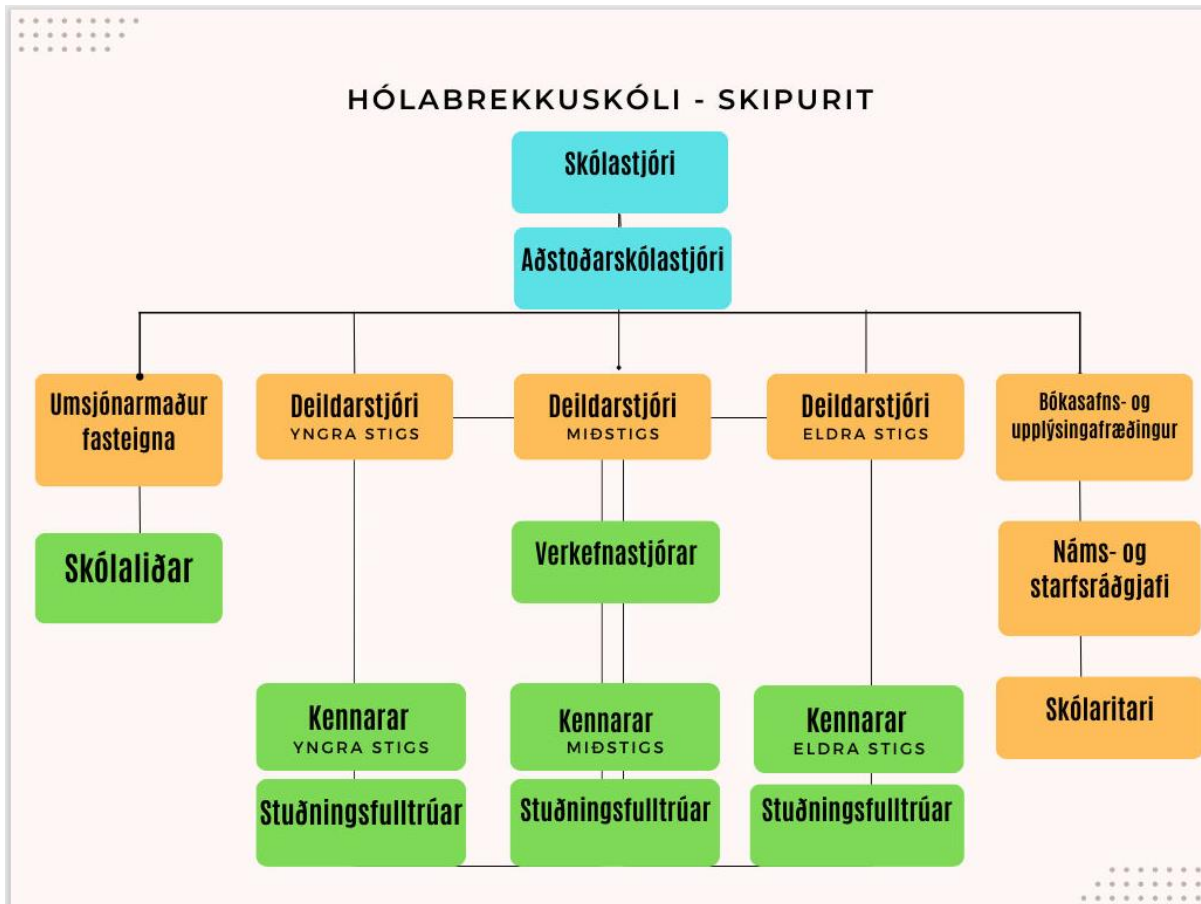 HÓLABREKKUSKÓLI - SKIPURIT
Skólastjóri
Aðstoðarskólastjóri
Umsjónarmaður
fasteigna
Deildarstjóri
YNGRA STIGS
Deildarstjóri
MIÐSTIGS
Deildarstjóri
ELDRA STIGS
Bókasafns- og
upplýsingafræðingur
Skólaliðar
Verkefnastjórar
Náms- og
starfsráðgjafi
Kennarar
YNGRA STIGS
Kennarar
MIÐSTIGS
Kennarar
ELDRA STIGS
Skólaritari
Stuðningsfulltrúar
Stuðningsfulltrúar
Stuðningsfulltrúar